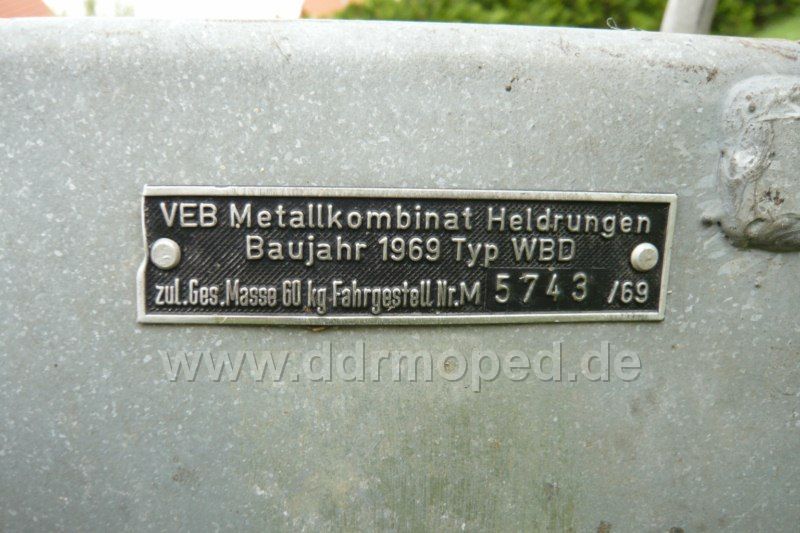 VEB Metallkombinat Heldrungen
Baujahr 1969 Typ WBD
zul. Ges. Masse 60 kg Fahrgestell. Nr. M 5743 /69
www.ddrmoped.de